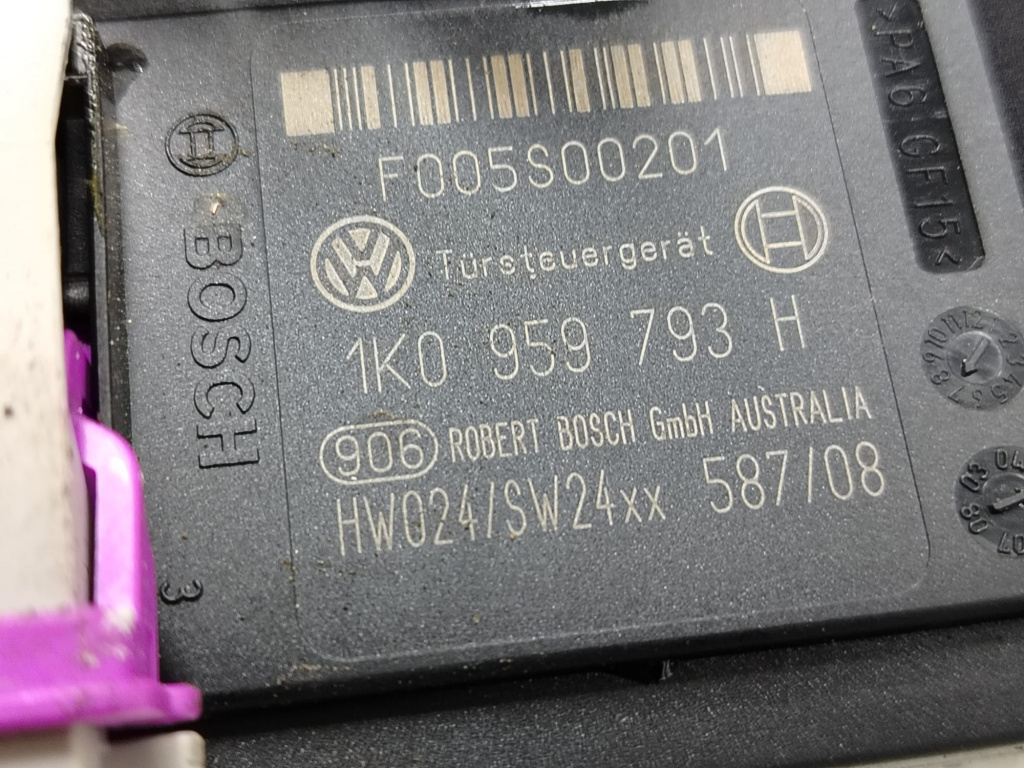 F005S00201
Türsteuergerät
1K0 959 793 H
906 ROBERT BOSCH GmbH AUSTRALIA
HW024/SW24xx 587/08
BOSCH
>PA6 GF15<
3